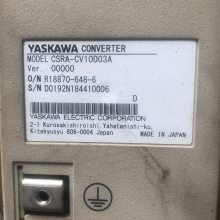 YASKAWA CONVERTER
MODEL CSRA-CV10D03A
Ver. 00000
O/N R18870-648-6
S/N D0192N184410006
D
YASKAWA ELECTRIC CORPORATION
2-1 Kurosakishiroishi, Yahatanishi-ku,
Kitakyushu 806-0004 Japan
MADE IN JAPAN